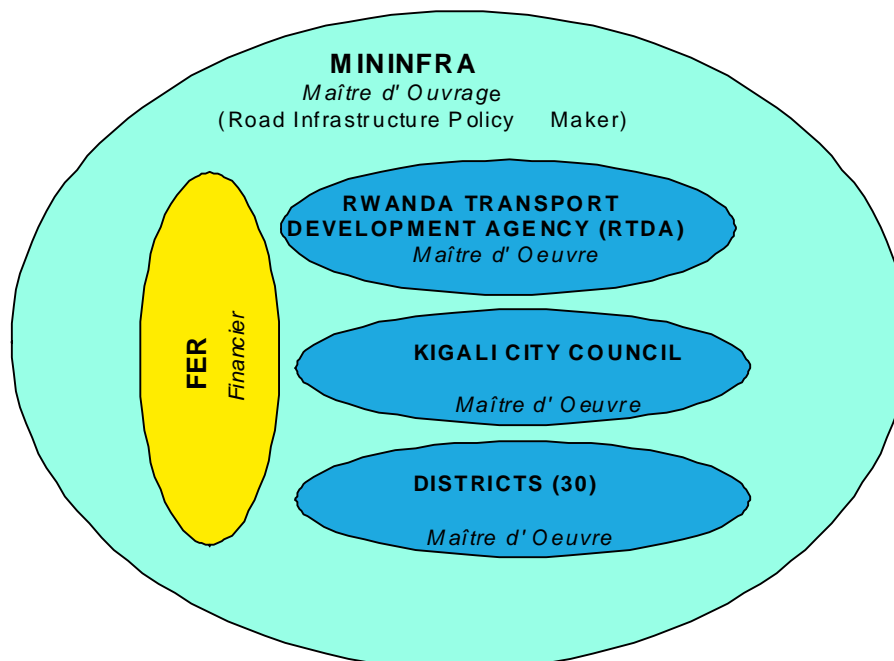 MININFRA
Maître d' Ouvrage
(Road Infrastructure Policy Maker)
RWANDA TRANSPORT
DEVELOPMENT AGENCY (RTDA)
Maître d' Oeuvre
FER
Financier
KIGALI CITY COUNCIL
Maître d' Oeuvre
DISTRICTS (30)
Maître d' Oeuvre